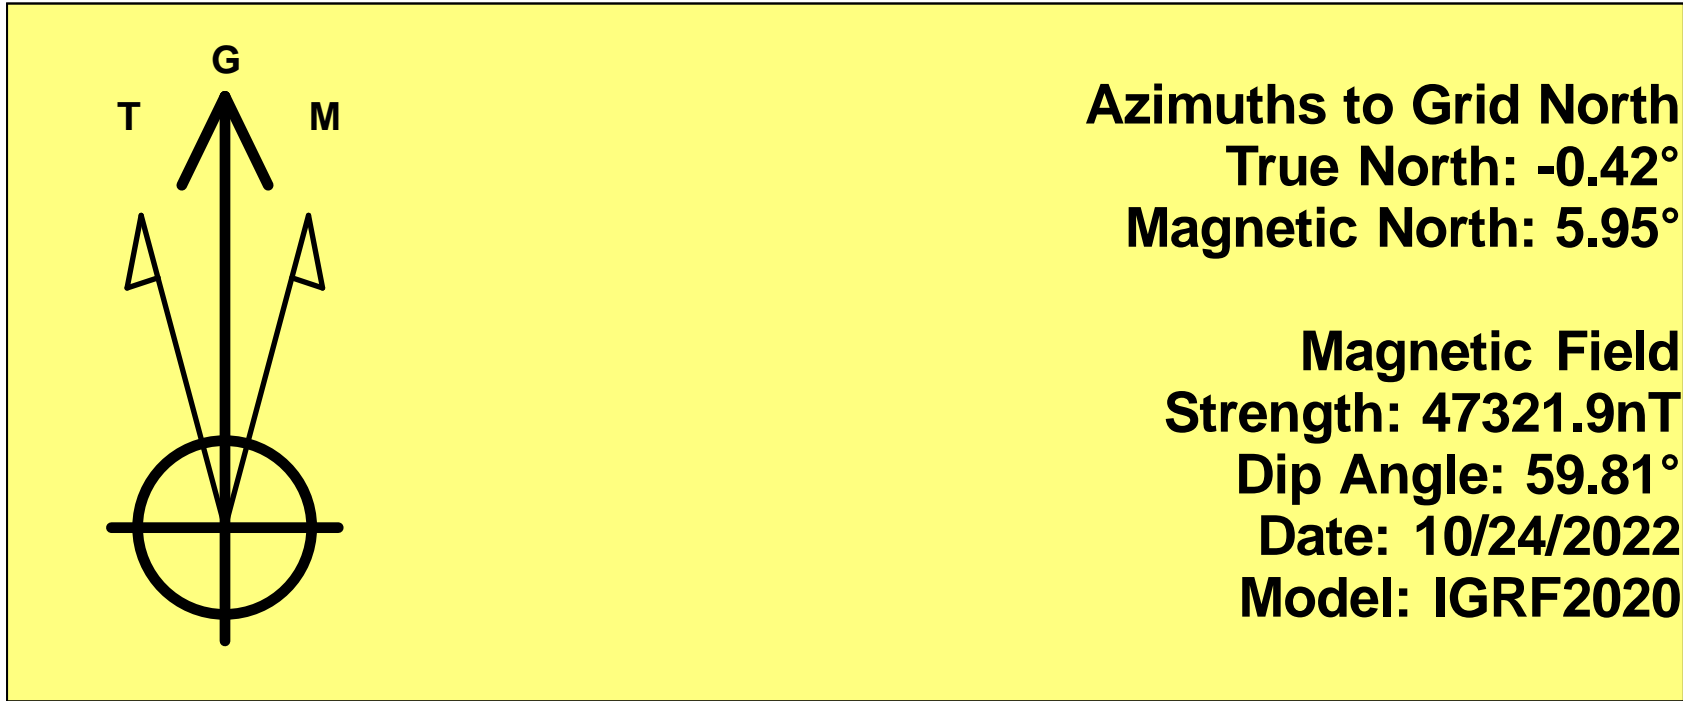 G
T M
Azimuths to Grid North
True North: -0.42°
Magnetic North: 5.95°
Magnetic Field
Strength: 47321.9nT
Dip Angle: 59.81°
Date: 10/24/2022
Model: IGRF2020